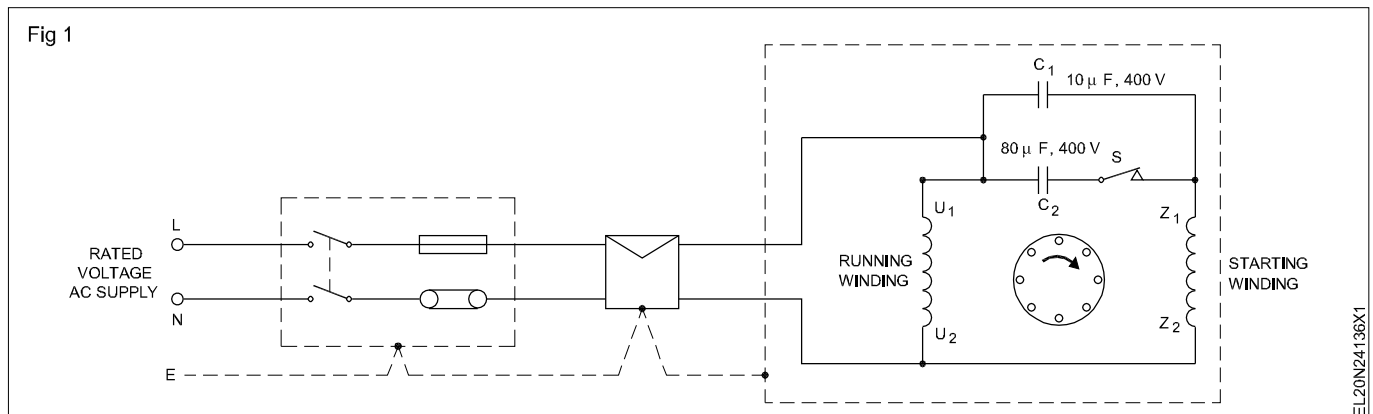 Fig 1
C1
10 µ F, 400 V
80 µ F, 400 V
S
C2
L
RATED
VOLTAGE
AC SUPPLY
N
E
U1
RUNNING
WINDING
U2
Z1
STARTING
WINDING
Z2
EL20N24136X1